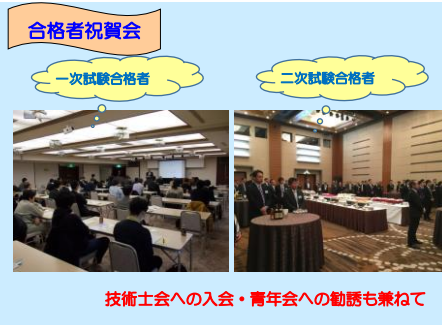 合格者祝賀会
一次試験合格者
二次試験合格者
技術士会への入会・青年会への勧誘も兼ねて